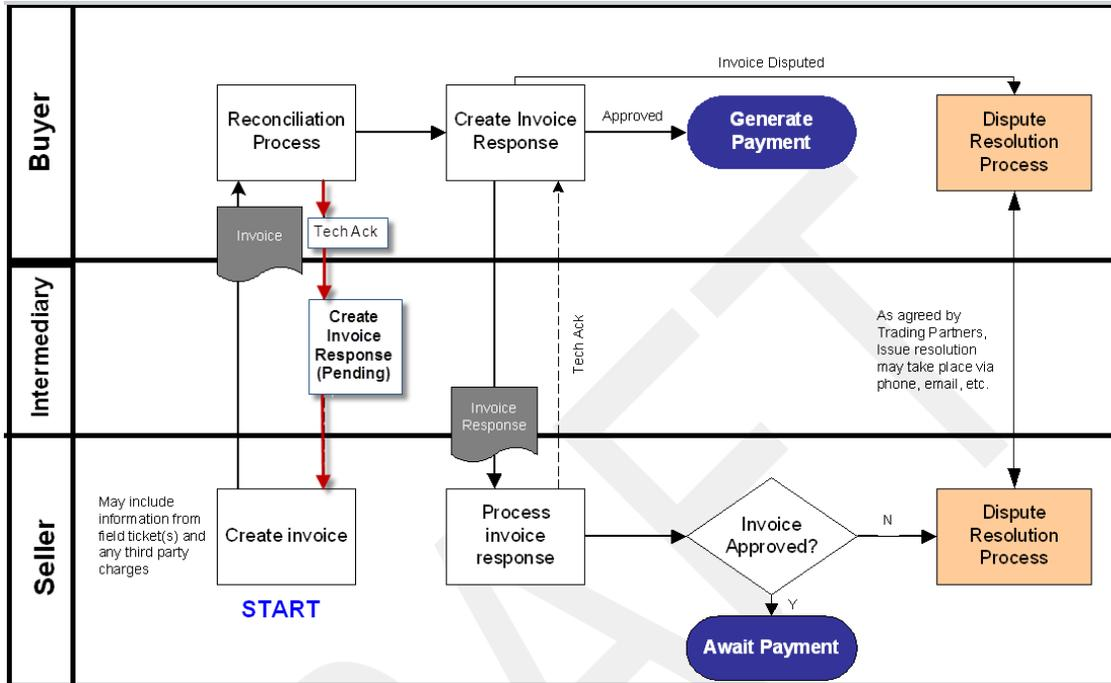 Buyer
Invoice Disputed
Reconciliation
Process
Create Invoice
Response
Approved
Generate
Payment
Dispute
Resolution
Process
Invoice
Tech Ack
Intermediary
Create
Invoice
Response
(Pending)
Tech Ack
As agreed by
Trading Partners,
Issue resolution
may take place via
phone, email, etc.
Invoice
Response
Seller
May include
information from
field ticket(s) and
any third party
charges
Create invoice
START
Process
invoice
response
Invoice
Approved?
N
Dispute
Resolution
Process
Y
Await Payment
DRAFT